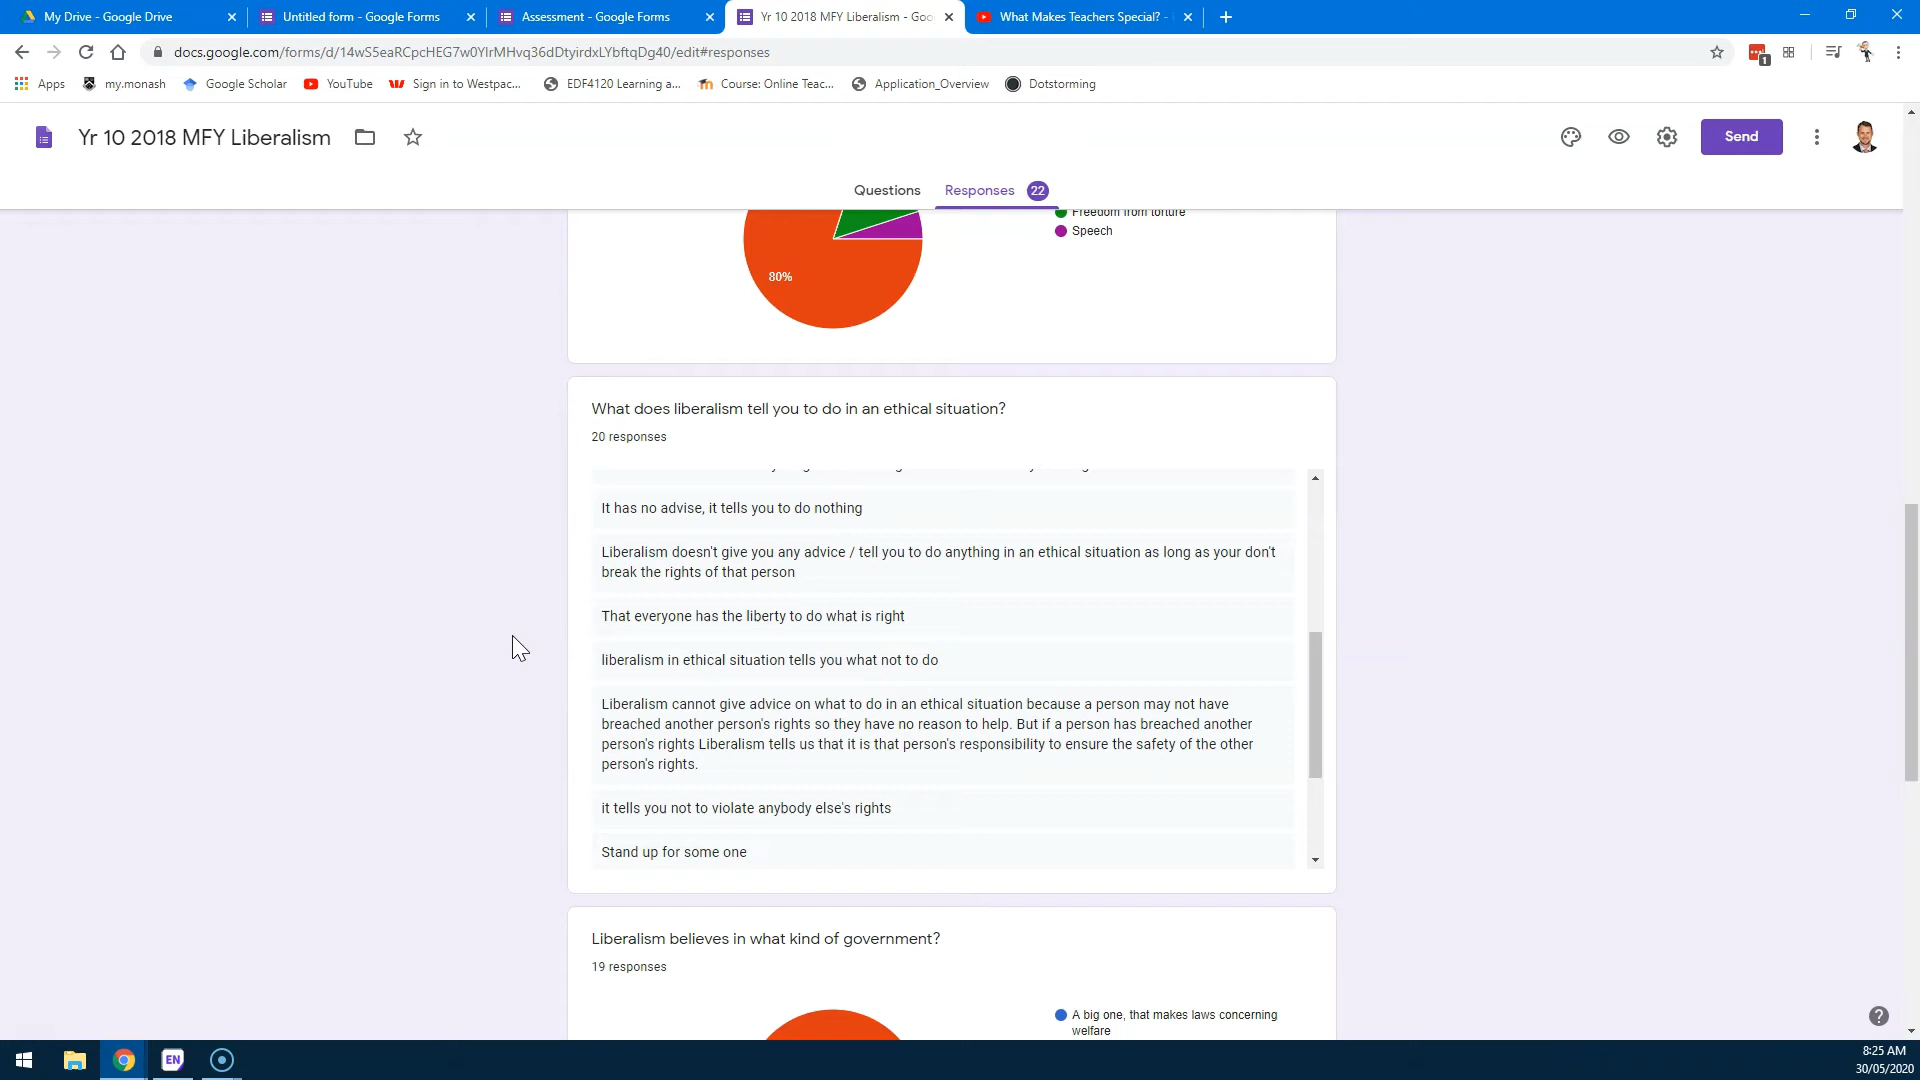 My Drive - Google Drive
Untitled form - Google Forms
Assessment - Google Forms
Yr 10 2018 MFY Liberalism - Goo
What Makes Teachers Special? -
docs.google.com/forms/d/14wS5eaRCpcHEG7w0YlrMHvq36dDtyirdxLYbftqDg40/edit#responses
1
Apps
my.monash
Google Scholar
YouTube
Sign in to Westpac...
EDF4120 Learning a...
Course: Online Teac...
Application_Overview
Dotstorming
Yr 10 2018 MFY Liberalism
Send
Questions
Responses
22
Freedom from torture
Speech
80%
What does liberalism tell you to do in an ethical situation?
20 responses
It has no advise, it tells you to do nothing
Liberalism doesn't give you any advice / tell you to do anything in an ethical situation as long as your don't
break the rights of that person
That everyone has the liberty to do what is right
liberalism in ethical situation tells you what not to do
Liberalism cannot give advice on what to do in an ethical situation because a person may not have
breached another person's rights so they have no reason to help. But if a person has breached another
person's rights Liberalism tells us that it is that person's responsibility to ensure the safety of the other
person's rights.
it tells you not to violate anybody else's rights
Stand up for some one
Liberalism believes in what kind of government?
19 responses
A big one, that makes laws concerning
welfare
EN
8:25 AM
30/05/2020